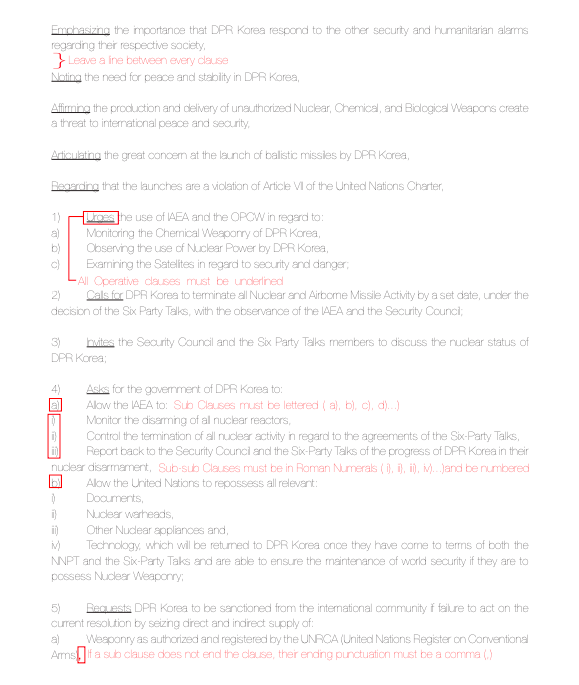 Emphasizing the importance that DPR Korea respond to the other security and humanitarian alarms
regarding their respective society,
Leave a line between every clause
Noting the need for peace and stability in DPR Korea,
Affirming the production and delivery of unauthorized Nuclear, Chemical, and Biological Weapons create
a threat to international peace and security,
Articulating the great concern at the launch of ballistic missiles by DPR Korea,
Regarding that the launches are a violation of Article VII of the United Nations Charter,
1) Urges the use of IAEA and the OPCW in regard to:
a) Monitoring the Chemical Weaponry of DPR Korea,
b) Observing the use of Nuclear Power by DPR Korea,
c) Examining the Satellites in regard to security and danger;
All Operative clauses must be underlined
2) Calls for DPR Korea to terminate all Nuclear and Airborne Missile Activity by a set date, under the
decision of the Six Party Talks, with the observance of the IAEA and the Security Council;
3) Invites the Security Council and the Six Party Talks members to discuss the nuclear status of
DPR Korea;
4) Asks for the government of DPR Korea to:
a) Allow the IAEA to: Sub Clauses must be lettered ( a), b), c), d)...)
i) Monitor the disarming of all nuclear reactors,
ii) Control the termination of all nuclear activity in regard to the agreements of the Six-Party Talks,
iii) Report back to the Security Council and the Six-Party Talks of the progress of DPR Korea in their
nuclear disarmament, Sub-sub Clauses must be in Roman Numerals ( i), ii), iii), iv)...)and be numbered
b) Allow the United Nations to repossess all relevant:
i) Documents,
ii) Nuclear warheads,
iii) Other Nuclear appliances and,
iv) Technology, which will be returned to DPR Korea once they have come to terms of both the
NNPT and the Six-Party Talks and are able to ensure the maintenance of world security if they are to
possess Nuclear Weaponry;
5) Requests DPR Korea to be sanctioned from the international community if failure to act on the
current resolution by seizing direct and indirect supply of:
a) Weaponry as authorized and registered by the UNRCA (United Nations Register on Conventional
Arms), If a sub clause does not end the clause, their ending punctuation must be a comma (,)